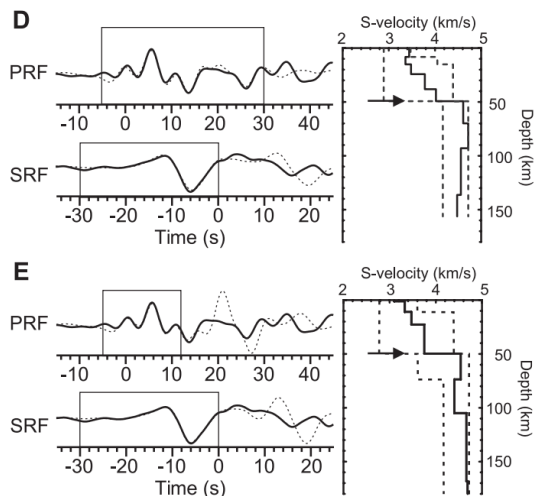 D
S-velocity km/s
2 3 4 5
PRF
-10 0 10 20 30 40
SRF
-30 -20 -10 0 10 20
Time (s)
50
100
150
Depth (km)
E
S-velocity (km/s)
2 3 4 5
PRF
-10 0 10 20 30 40
SRF
-30 -20 -10 0 10 20
Time (s)
50
100
150
Depth (km)